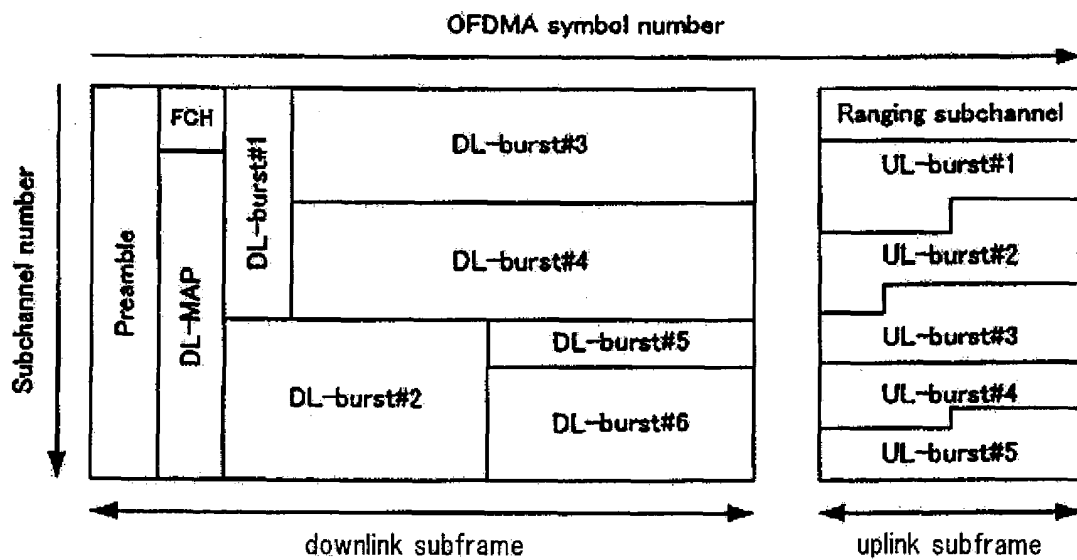 OFDMA symbol number
Subchannel number
Preamble
FCH
DL-MAP
DL-burst#1
DL-burst#3
DL-burst#4
DL-burst#2
DL-burst#5
DL-burst#6
Ranging subchannel
UL-burst#1
UL-burst#2
UL-burst#3
UL-burst#4
UL-burst#5
downlink subframe
uplink subframe